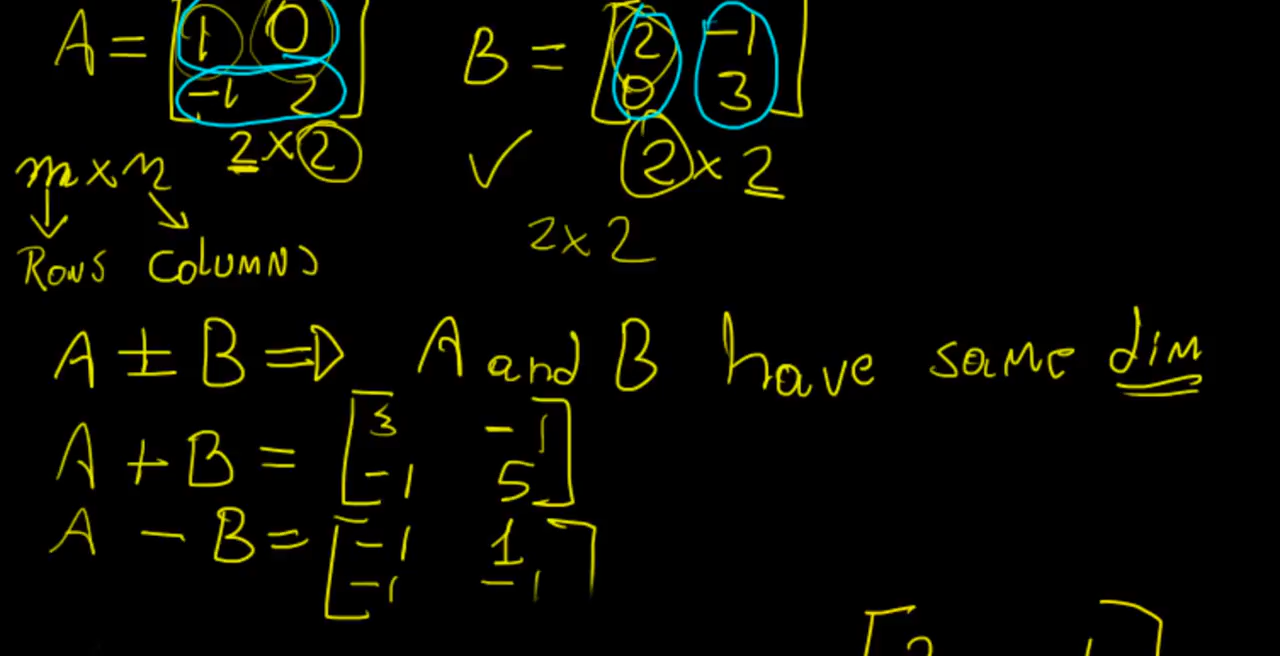 A = [ 1 0 B = [ 2 -1
-1 2 ] 0 3 ]
2 x 2 ✓ 2 x 2
m x n 2 x 2
↓ ↘
Rows Columns
A ± B ⇒ A and B have same dim
A + B = [ 3 -1
-1 5 ]
A - B = [ -1 1
-1 -1 ]